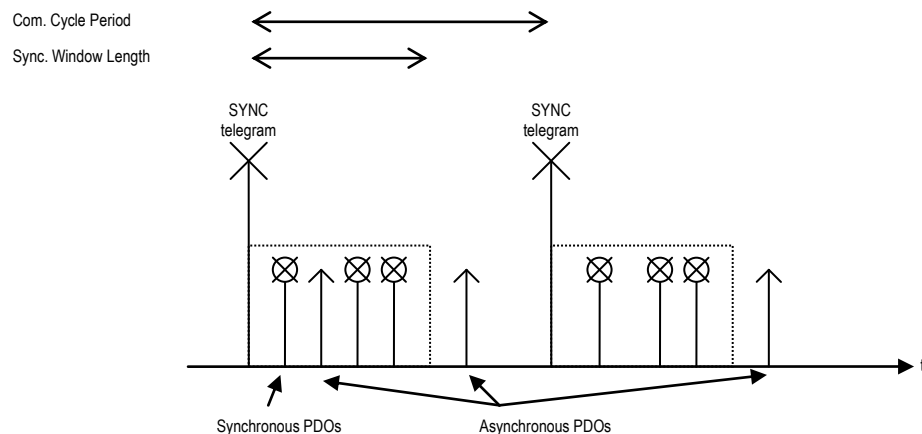 Com. Cycle Period
Sync. Window Length
SYNC
telegram
SYNC
telegram
t
Synchronous PDOs
Asynchronous PDOs